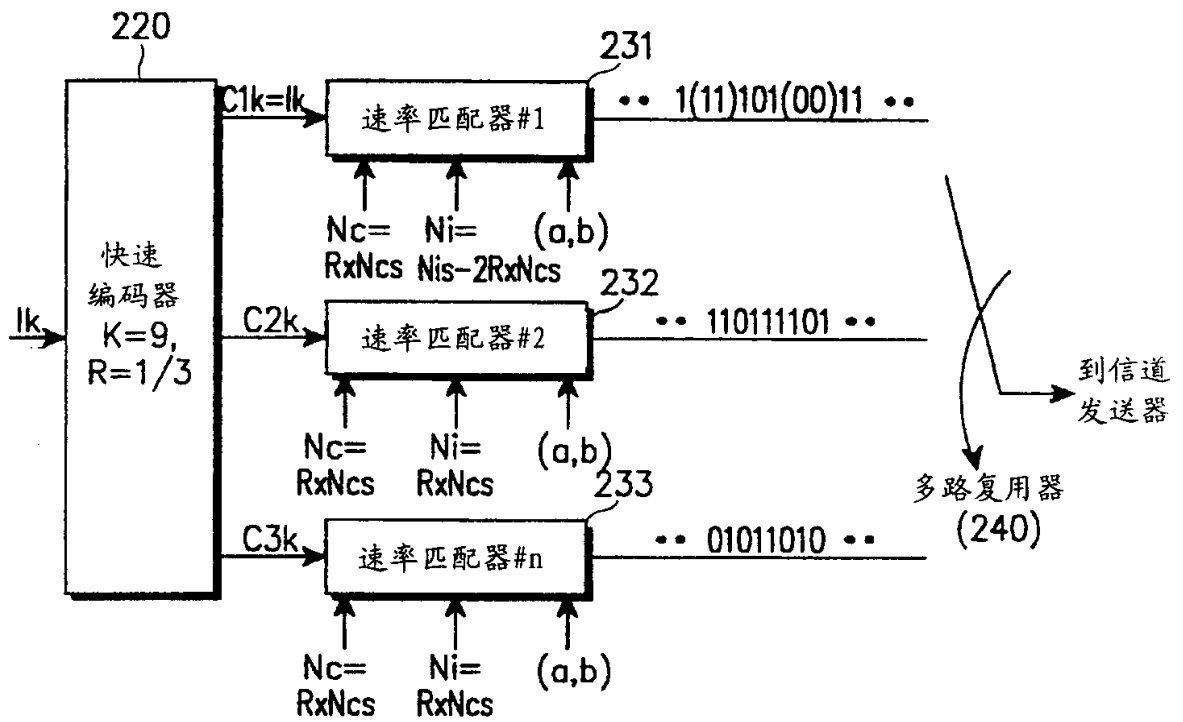 220
231
C1k=Ik
速率匹配器#1
•• 1(11)101(00)11 ••
Nc=
RxNcs
Ni=
Nis-2RxNcs
(a,b)
快速
编码器
K=9,
R=1/3
Ik
232
C2k
速率匹配器#2
•• 110111101 ••
Nc=
RxNcs
Ni=
RxNcs
(a,b)
到信道
发送器
多路复用器
(240)
233
C3k
速率匹配器#n
•• 01011010 ••
Nc=
RxNcs
Ni=
RxNcs
(a,b)